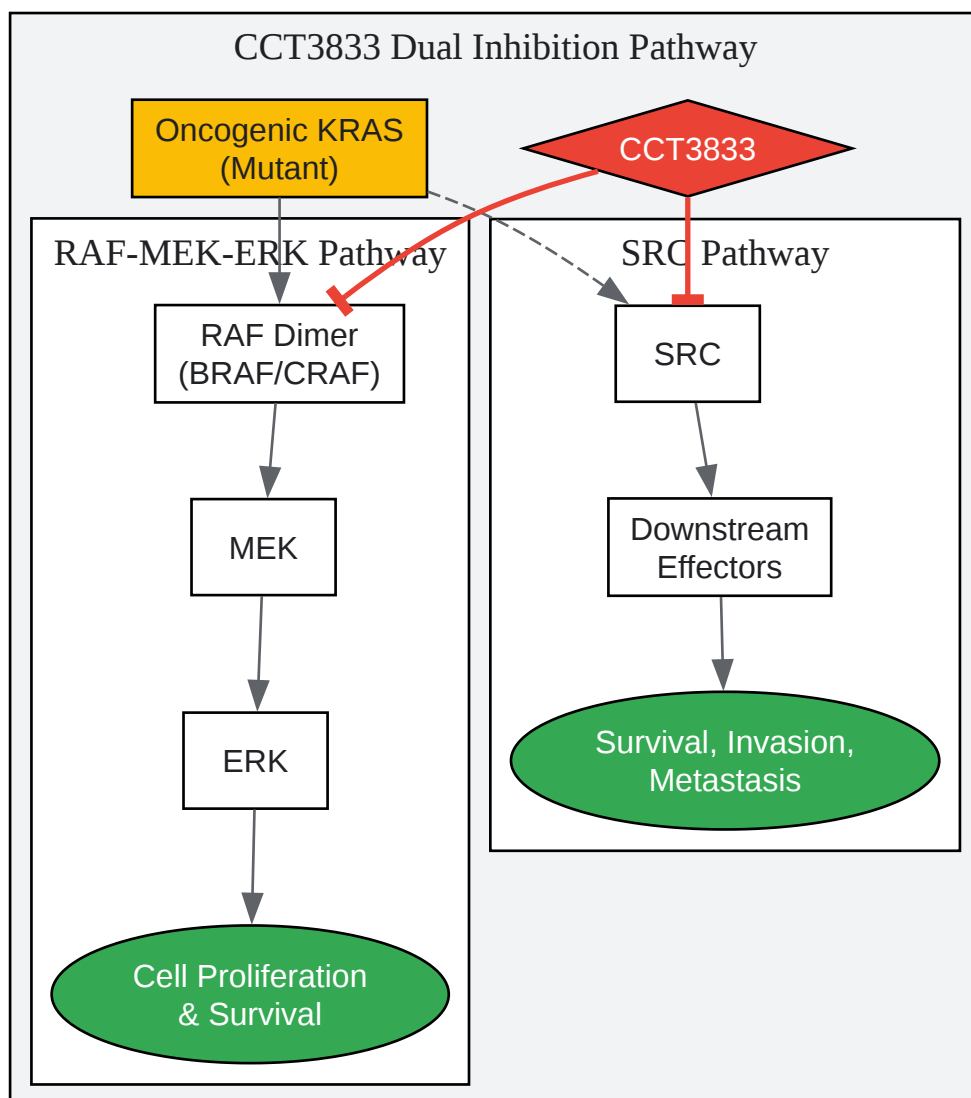 CCT3833 Dual Inhibition Pathway
Oncogenic KRAS
(Mutant)
CCT3833
RAF-MEK-ERK Pathway
SRC Pathway
RAF Dimer
(BRAF/CRAF)
SRC
MEK
Downstream
Effectors
ERK
Survival, Invasion,
Metastasis
Cell Proliferation
& Survival